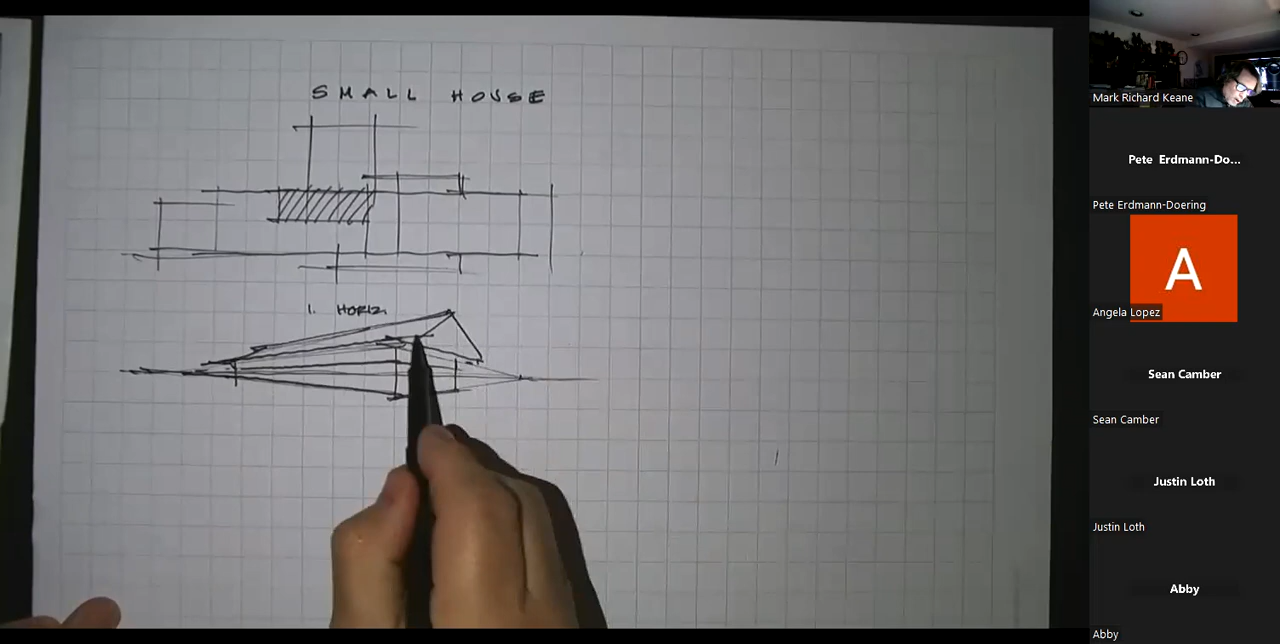 SMALL HOUSE
1. HORIZ.
Mark Richard Keane
Pete Erdmann-Do...
Pete Erdmann-Doering
A
Angela Lopez
Sean Camber
Sean Camber
Justin Loth
Justin Loth
Abby
Abby